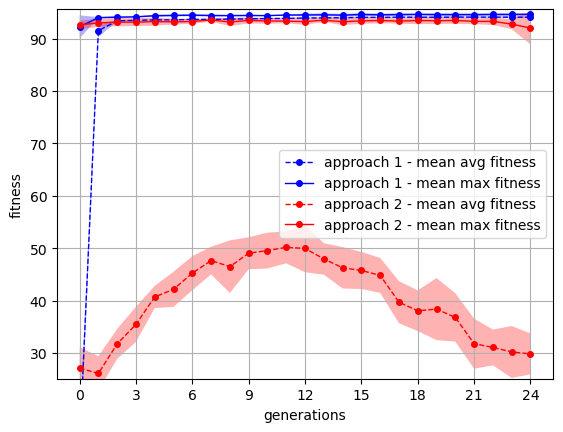 90
80
70
60
50
40
30
fitness
approach 1 - mean avg fitness
approach 1 - mean max fitness
approach 2 - mean avg fitness
approach 2 - mean max fitness
0 3 6 9 12 15 18 21 24
generations